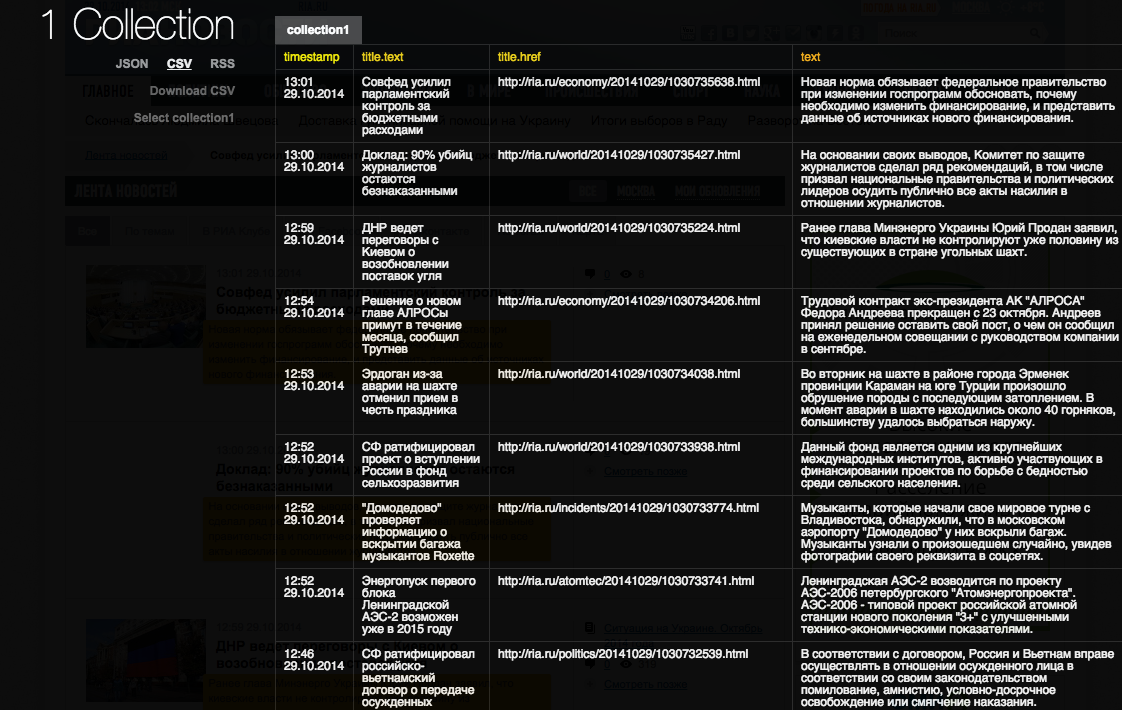 1 Collection
JSON CSV RSS
Download CSV
Select collection1
collection1
timestamp title.text title.href text
13:01
29.10.2014
Совфед усилил
парламентский
контроль за
бюджетными
расходами
http://ria.ru/economy/20141029/1030735638.html
Новая норма обязывает федеральное правительство
при изменении госпрограмм обосновать, почему
необходимо изменить финансирование, и представить
данные об источниках нового финансирования.
13:00
29.10.2014
Доклад: 90% убийц
журналистов
остаются
безнаказанными
http://ria.ru/world/20141029/1030735427.html
На основании своих выводов, Комитет по защите
журналистов сделал ряд рекомендаций, в том числе
призвал национальные правительства и политических
лидеров осудить публично все акты насилия в
отношении журналистов.
12:59
29.10.2014
ДНР ведет
переговоры с
Киевом о
возобновлении
поставок угля
http://ria.ru/world/20141029/1030735224.html
Ранее глава Минэнерго Украины Юрий Продан заявил,
что киевские власти не контролируют уже половину из
существующих в стране угольных шахт.
12:54
29.10.2014
Решение о новом
главе АЛРОСы
примут в течение
месяца, сообщил
Трутнев
http://ria.ru/economy/20141029/1030734206.html
Трудовой контракт экс-президента АК "АЛРОСА"
Федора Андреева прекращен с 23 октября. Андреев
принял решение оставить свой пост, о чем он сообщил
на еженедельном совещании с руководством компании
в сентябре.
12:53
29.10.2014
Эрдоган из-за
аварии на шахте
отменил прием в
честь праздника
http://ria.ru/world/20141029/1030734038.html
Во вторник на шахте в районе города Эрменек
провинции Караман на юге Турции произошло
обрушение породы с последующим затоплением. В
момент аварии в шахте находились около 40 горняков,
большинству удалось выбраться наружу.
12:52
29.10.2014
СФ ратифицировал
проект о вступлении
России в фонд
сельхозразвития
http://ria.ru/world/20141029/1030733938.html
Данный фонд является одним из крупнейших
международных институтов, активно участвующих в
финансировании проектов по борьбе с бедностью
среди сельского населения.
12:52
29.10.2014
"Домодедово"
проверяет
информацию о
вскрытии багажа
музыкантов Roxette
http://ria.ru/incidents/20141029/1030733774.html
Музыканты, которые начали свое мировое турне с
Владивостока, обнаружили, что в московском
аэропорту "Домодедово" у них вскрыли багаж.
Музыканты узнали о произошедшем случайно, увидев
фотографии своего реквизита в соцсетях.
12:52
29.10.2014
Энергопуск первого
блока
Ленинградской
АЭС-2 возможен
уже в 2015 году
http://ria.ru/atomtec/20141029/1030733741.html
Ленинградская АЭС-2 возводится по проекту
АЭС-2006 петербургского "Атомэнергопроекта".
АЭС-2006 - типовой проект российской атомной
станции нового поколения "3+" с улучшенными
технико-экономическими показателями.
12:46
29.10.2014
СФ ратифицировал
российско-
вьетнамский
договор о передаче
осужденных
http://ria.ru/politics/20141029/1030732539.html
В соответствии с договором, Россия и Вьетнам вправе
осуществлять в отношении осужденного лица в
соответствии со своим законодательством
помилование, амнистию, условно-досрочное
освобождение или смягчение наказания.
ГЛАВНОЕ
Лента новостей
ЛЕНТА НОВОСТЕЙ
ВСЕ МОСКВА МОИ ОБНОВЛЕНИЯ
Смотреть позже
Ситуация на Украине. Октябрь
Смотреть позже